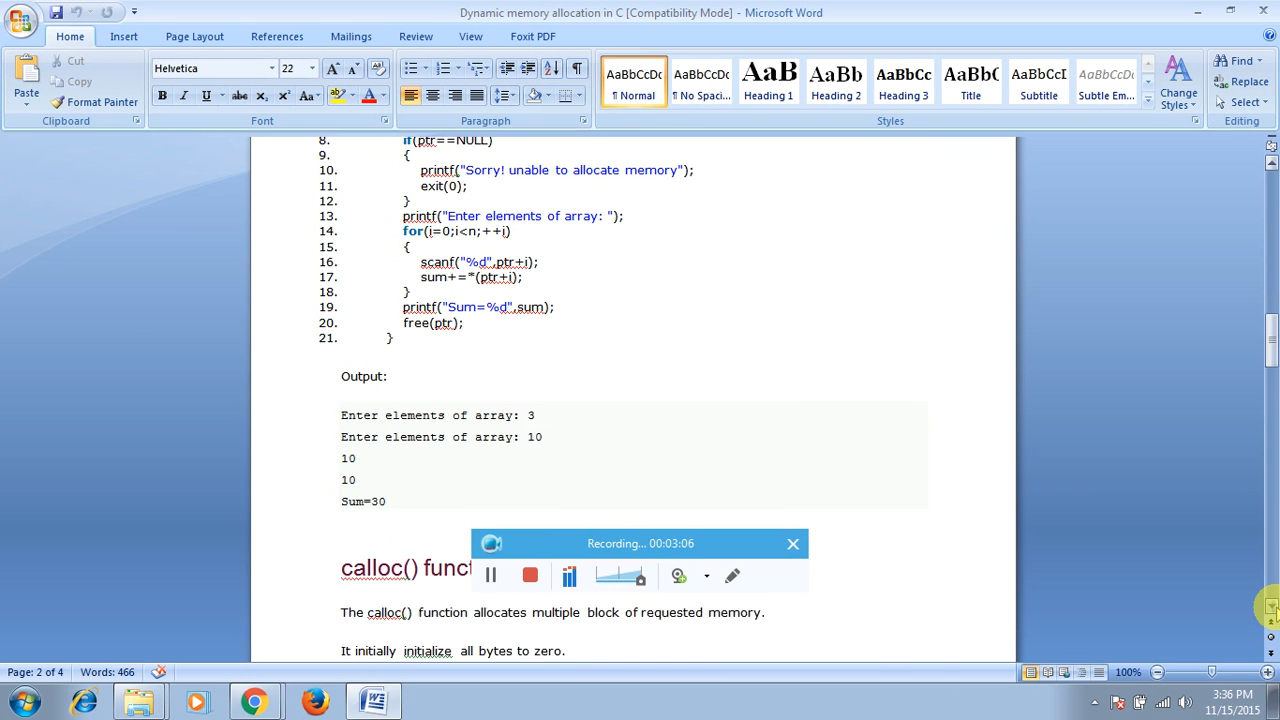 Dynamic memory allocation in C [Compatibility Mode] - Microsoft Word
Home Insert Page Layout References Mailings Review View Foxit PDF
Paste Cut Copy Format Painter Clipboard
Helvetica 22 Font
Paragraph
AaBbCcDc AaBbCcDc AaB AaBbCc AaBbCc AaBbC AaBbCcI AaBbCcDc
¶ Normal ¶ No Spaci... Heading 1 Heading 2 Heading 3 Title Subtitle Subtle Em...
Change Styles Styles
Find Replace Select Editing
8. if(ptr==NULL)
9. {
10. printf("Sorry! unable to allocate memory");
11. exit(0);
12. }
13. printf("Enter elements of array: ");
14. for(i=0;i<n;++i)
15. {
16. scanf("%d",ptr+i);
17. sum+=*(ptr+i);
18. }
19. printf("Sum=%d",sum);
20. free(ptr);
21. }
Output:
Enter elements of array: 3
Enter elements of array: 10
10
10
Sum=30
Recording... 00:03:06
calloc() funct
The calloc() function allocates multiple block of requested memory.
It initially initialize all bytes to zero.
Page: 2 of 4 Words: 466 100%
3:36 PM
11/15/2015